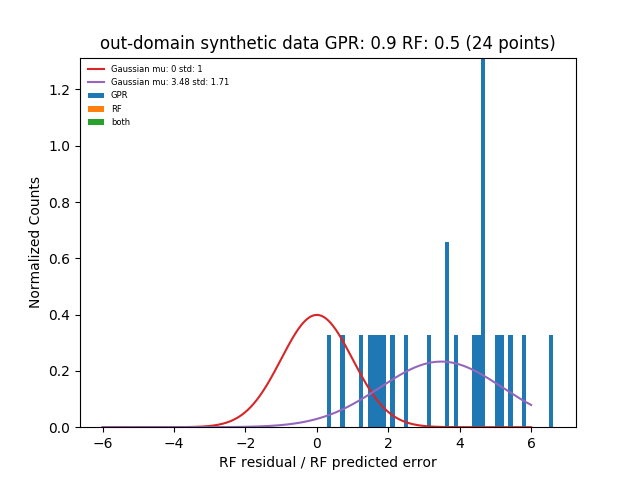 out-domain synthetic data GPR: 0.9 RF: 0.5 (24 points)
Gaussian mu: 0 std: 1
Gaussian mu: 3.48 std: 1.71
GPR
RF
both
Normalized Counts
1.2
1.0
0.8
0.6
0.4
0.2
0.0
−6 −4 −2 0 2 4 6
RF residual / RF predicted error